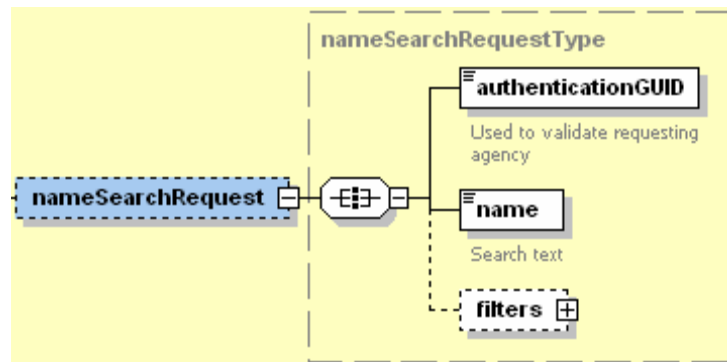 nameSearchRequestType
authenticationGUID
Used to validate requesting
agency
nameSearchRequest
name
Search text
filters